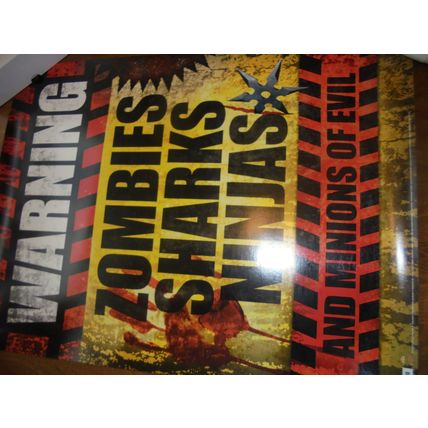 WARNING
ZOMBIES
SHARKS
NINJAS
AND MINIONS OF EVIL